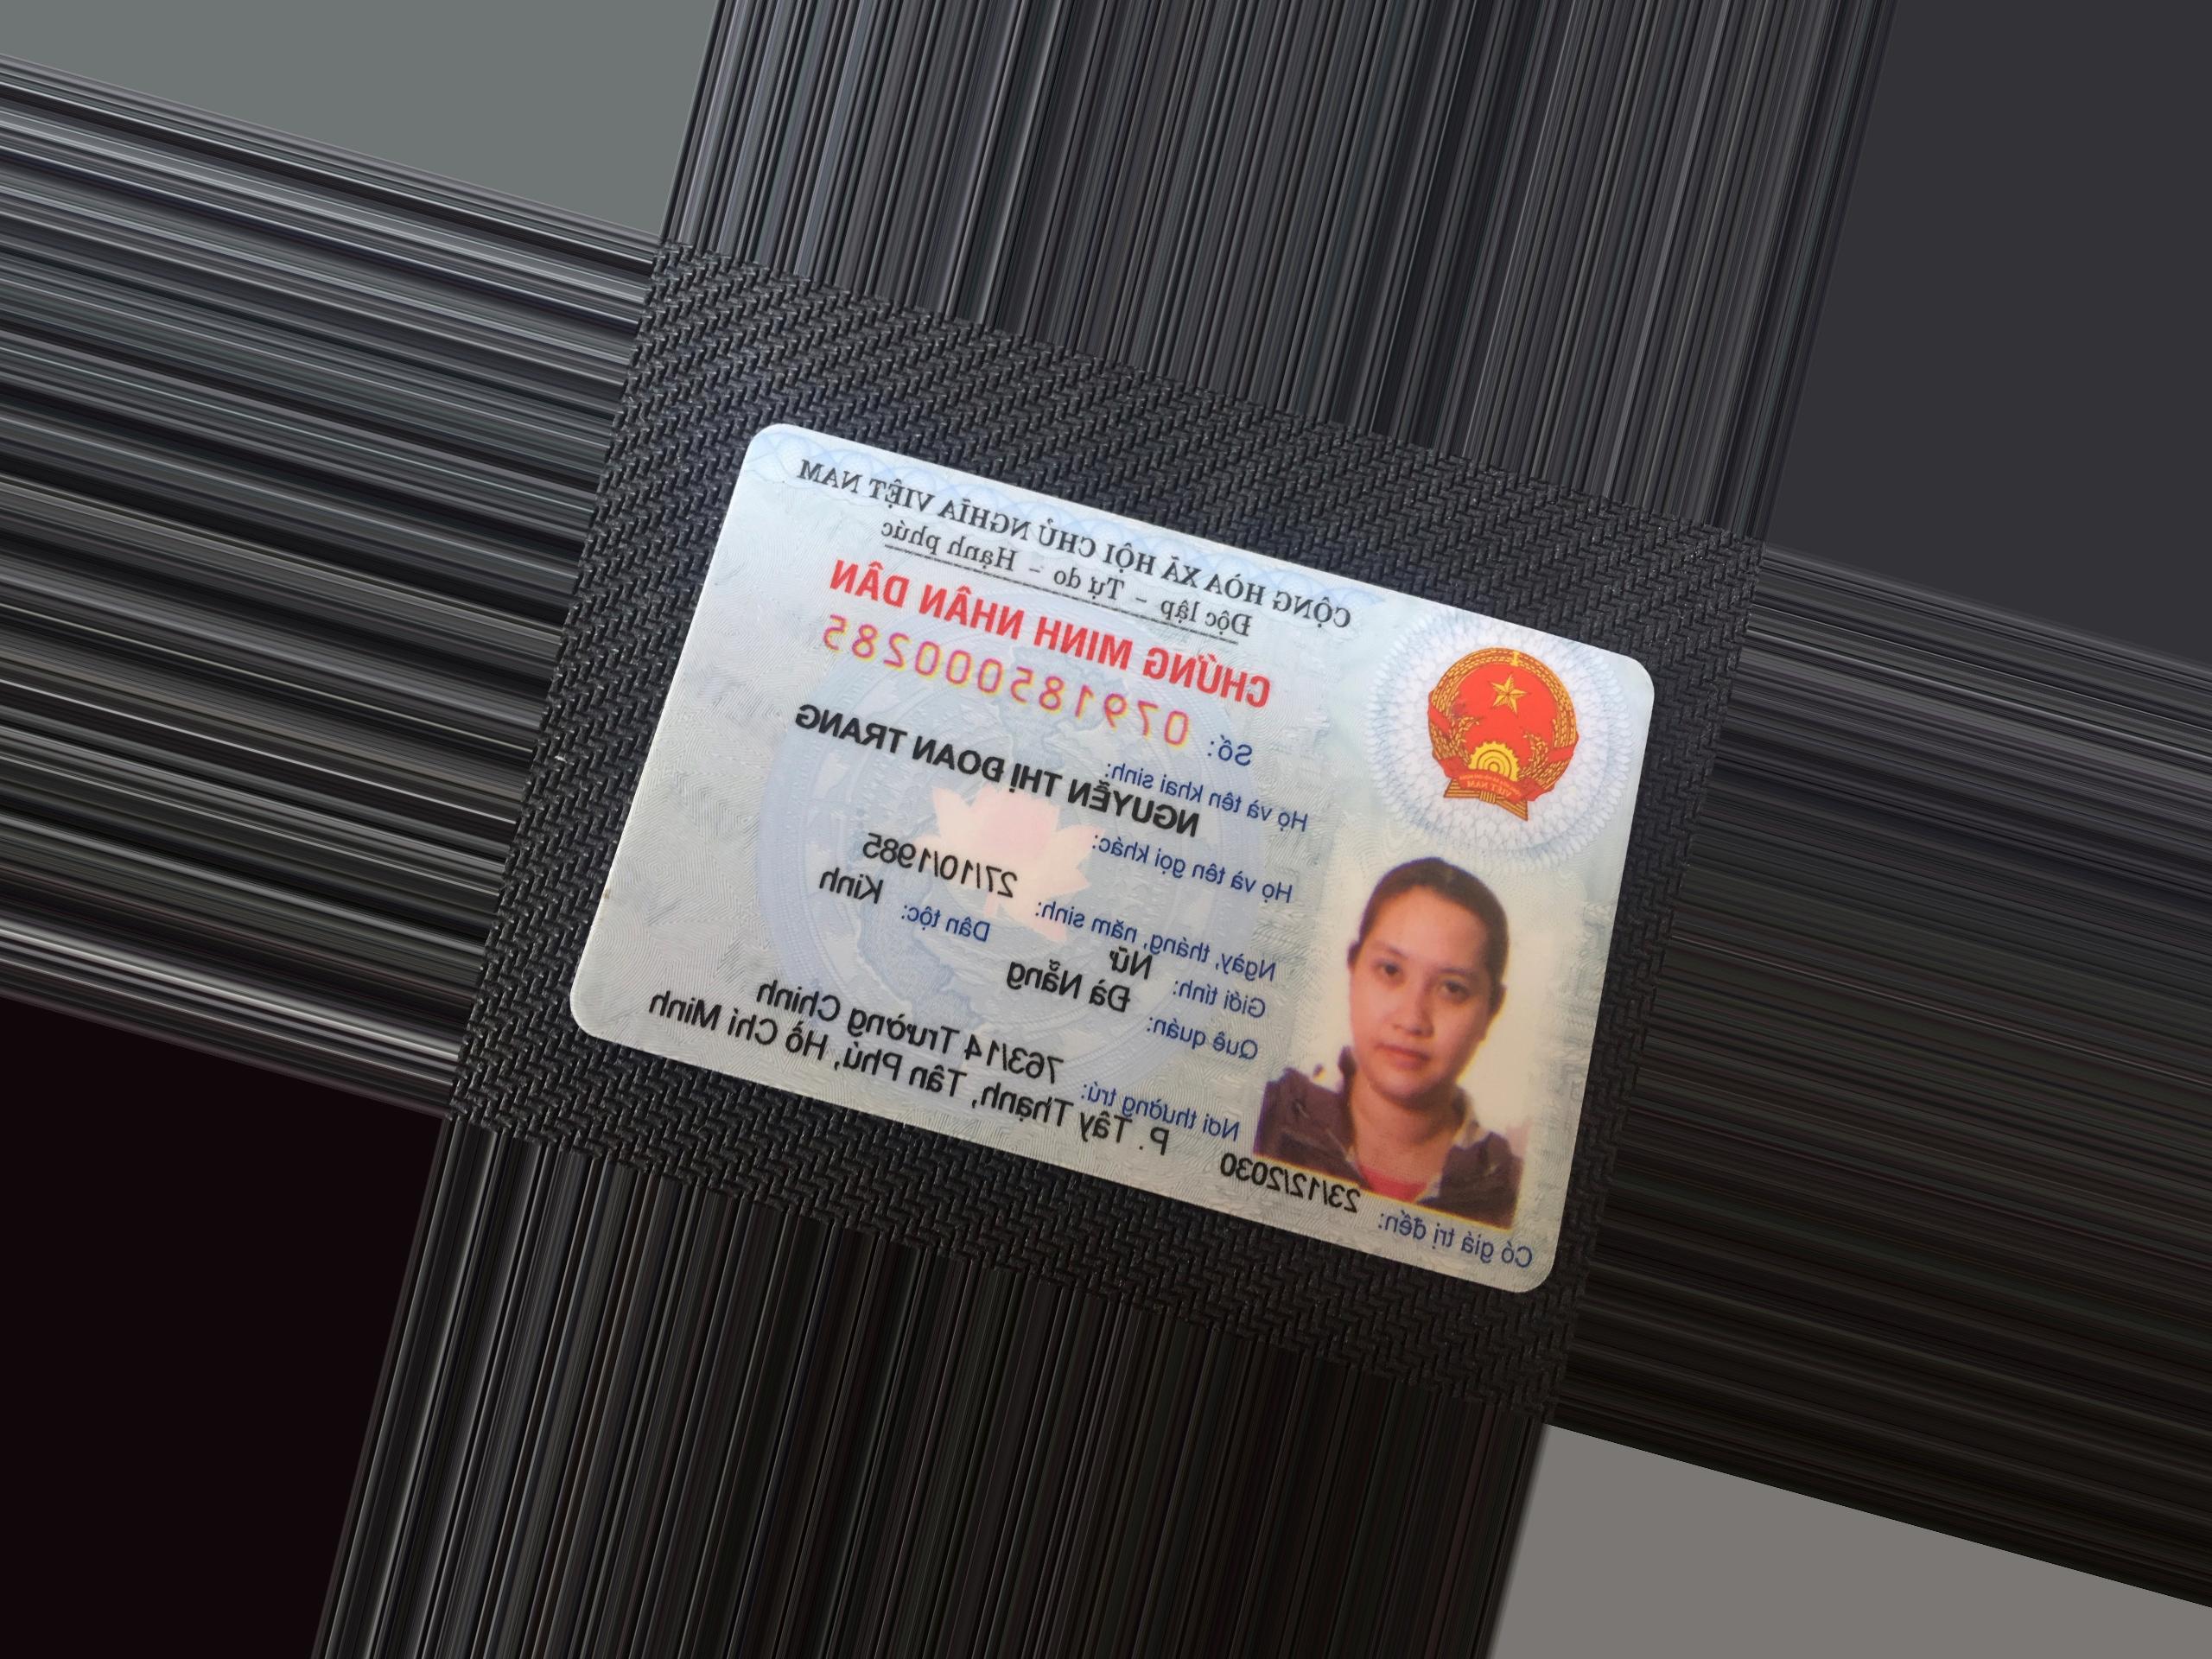 CỘNG HÒA XÃ HỘI CHỦ NGHĨA VIỆT NAM
Độc lập - Tự do - Hạnh phúc
CHỨNG MINH NHÂN DÂN
Số: 079185000285
Họ và tên khai sinh:
NGUYỄN THỊ ĐOAN TRANG
Họ và tên gọi khác:
Ngày, tháng, năm sinh: 27/10/1985
Giới tính: Nữ Dân tộc: Kinh
Quê quán: Đà Nẵng
Nơi thường trú: 763/14 Trường Chinh
P. Tây Thạnh, Tân Phú, Hồ Chí Minh
Có giá trị đến: 23/12/2030